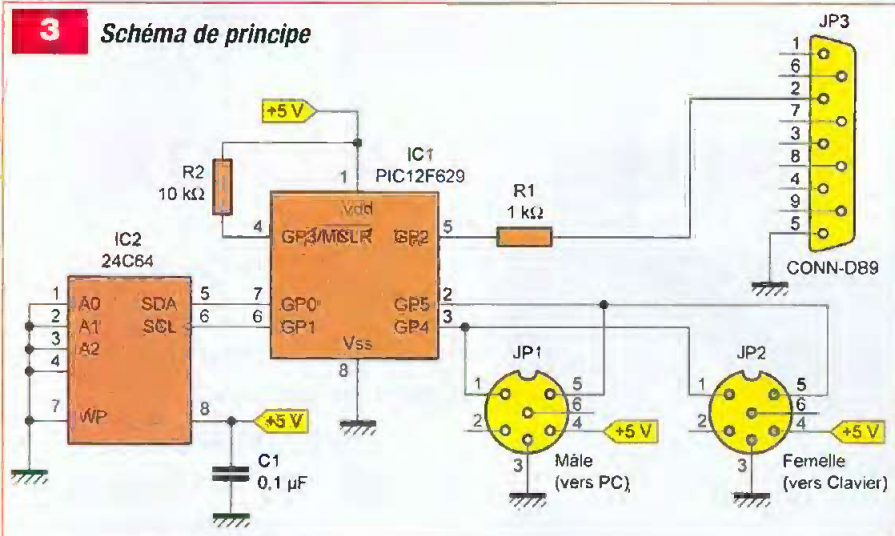 3 Schéma de principe
JP3
1
6
2
7
3
8
4
9
5
CONN-DB9
+5 V
R2
10 kΩ
1
IC1
PIC12F629
R1
1 kΩ
Vdd
4
GP3/MCLR
GP2
5
IC2
24C64
1
A0
SDA
5
7
GP0
GP5
2
2
A1
SCL
6
6
GP1
GP4
3
3
A2
4
Vss
8
7
WP
8
+5 V
C1
0,1 µF
JP1
1
5
6
2
4
+5 V
3
Mâle
(vers PC)
JP2
1
5
6
2
4
+5 V
3
Femelle
(vers Clavier)